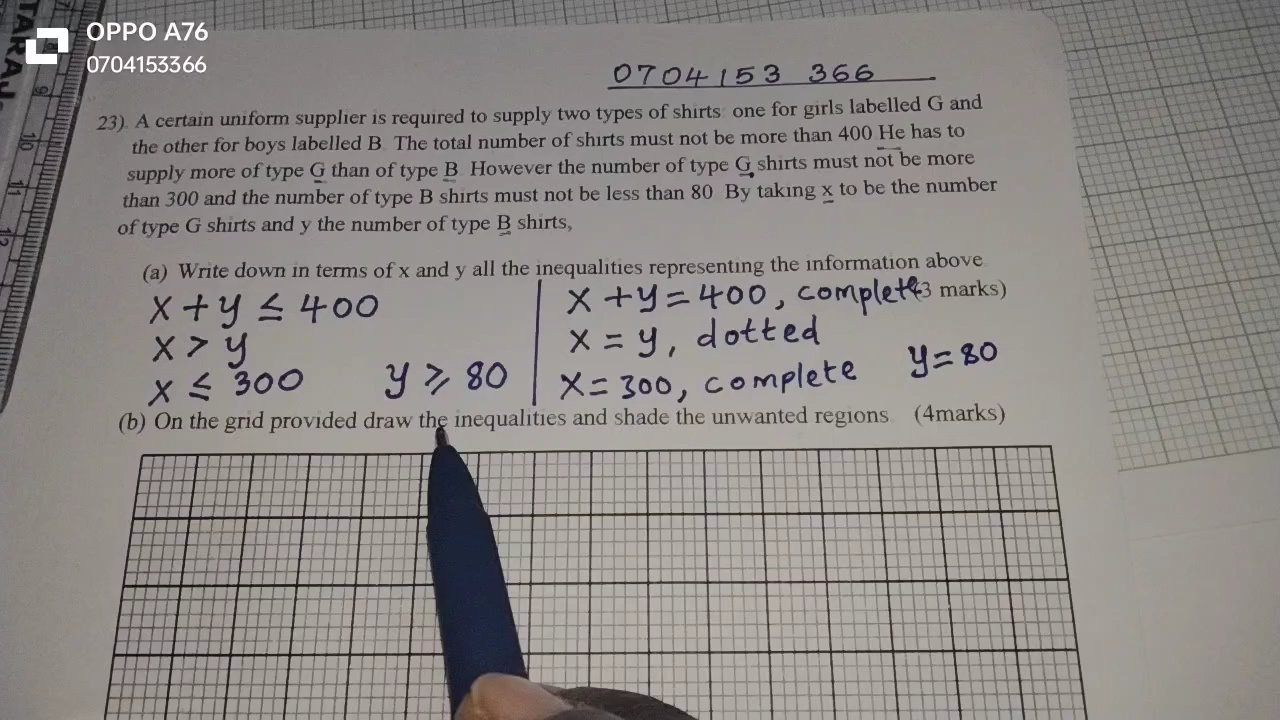 OPPO A76
0704153366
0704153 366
23). A certain uniform supplier is required to supply two types of shirts: one for girls labelled G and
the other for boys labelled B. The total number of shirts must not be more than 400 He has to
supply more of type G than of type B. However the number of type G shirts must not be more
than 300 and the number of type B shirts must not be less than 80 By taking x to be the number
of type G shirts and y the number of type B shirts,
(a) Write down in terms of x and y all the inequalities representing the information above
(3 marks)
x + y ≤ 400
x > y
x ≤ 300
y ≥ 80
x + y = 400, complete
x = y, dotted
x = 300, complete
y = 80
(b) On the grid provided draw the inequalities and shade the unwanted regions (4marks)
9
10
11
12